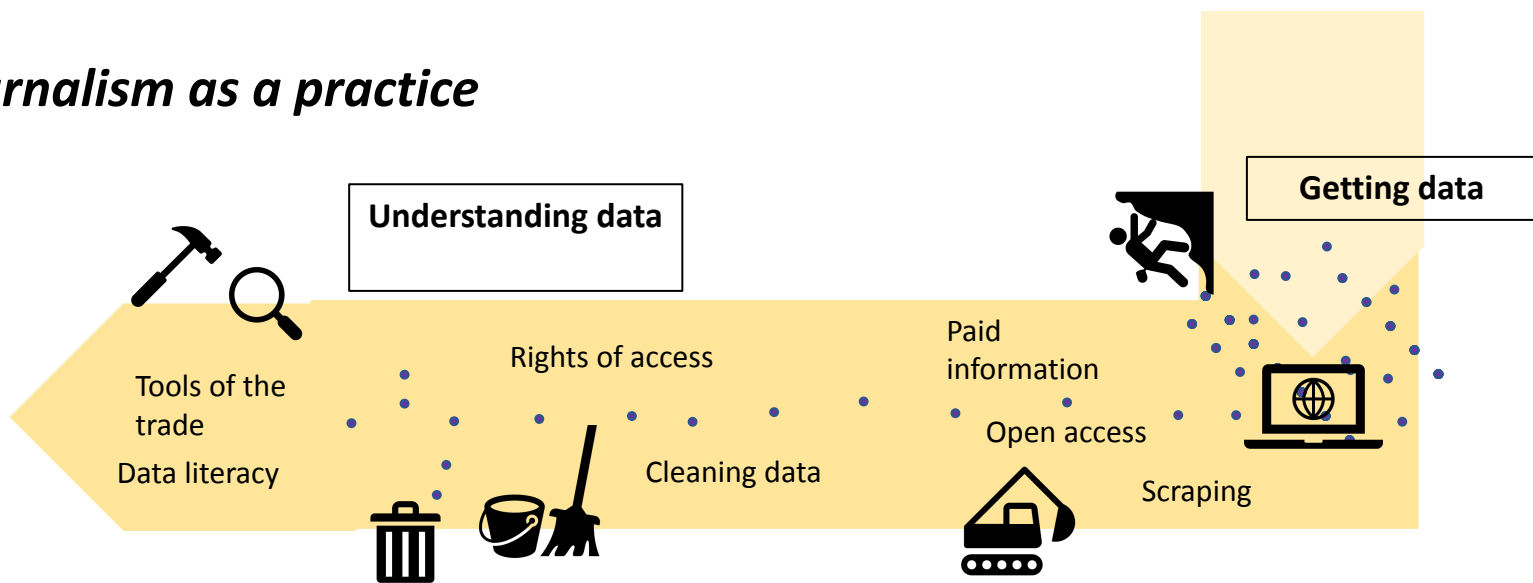 urnalism as a practice
Getting data
Understanding data
Paid
information
Rights of access
Tools of the
trade
Open access
Data literacy
Cleaning data
Scraping